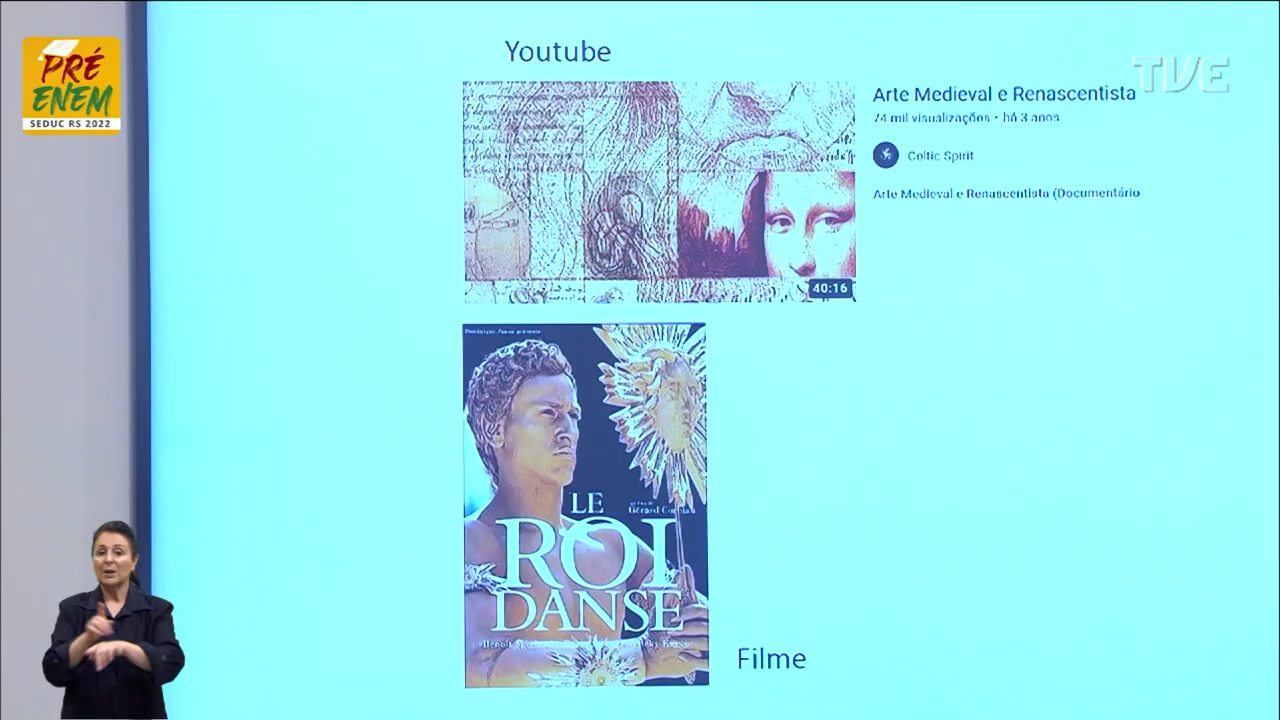 PRÉ
ENEM
SEDUC RS 2022
TVE
Youtube
Arte Medieval e Renascentista
74 mil visualizações • há 3 anos
Celtic Spirit
Arte Medieval e Renascentista (Documentário
40:16
LE
ROI
DANSE
Gérard
Filme